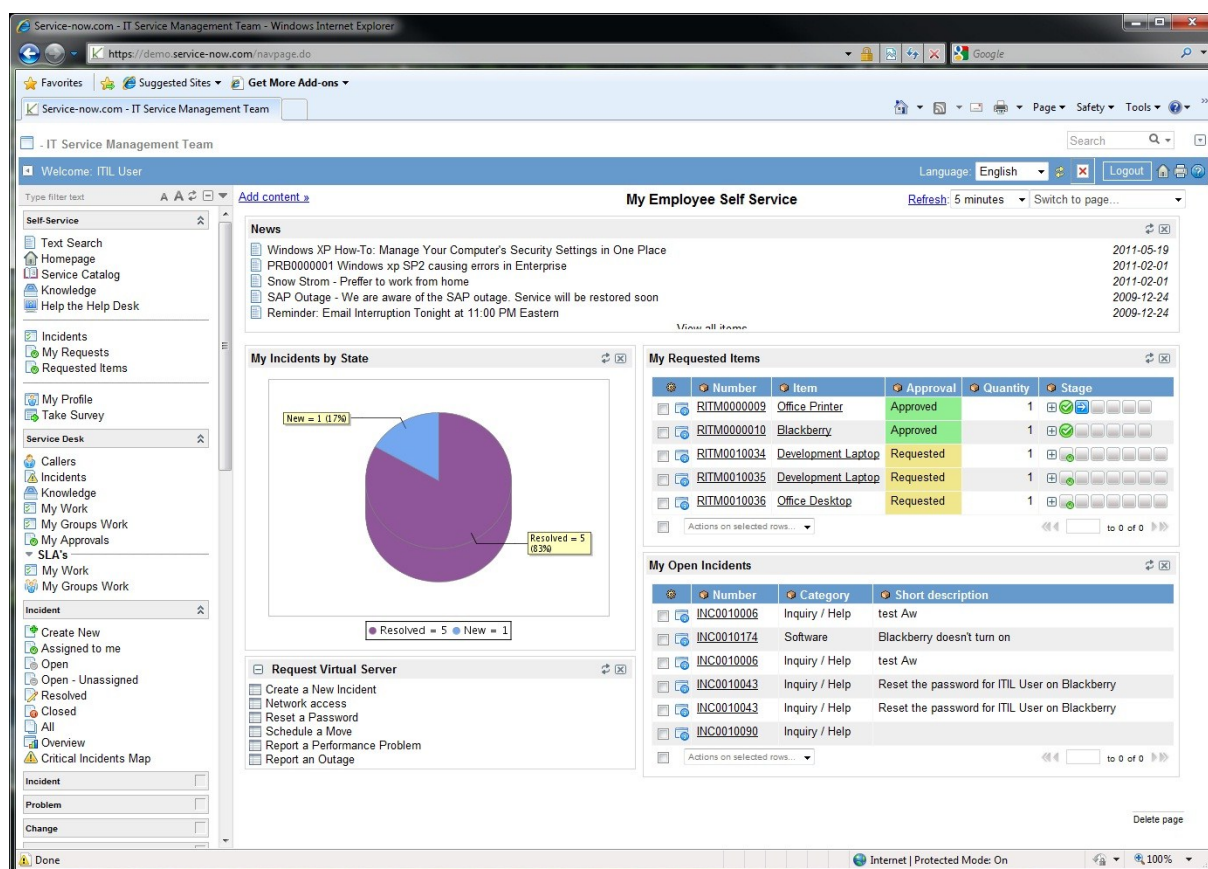 Service-now.com - IT Service Management Team - Windows Internet Explorer
https://demo.service-now.com/navpage.do
Google
Favorites Suggested Sites Get More Add-ons
Service-now.com - IT Service Management Team
Page Safety Tools
- IT Service Management Team
Search
Welcome: ITIL User
Language: English
Logout
Type filter text A A
Add content »
My Employee Self Service
Refresh: 5 minutes Switch to page...
Self-Service
Text Search
Homepage
Service Catalog
Knowledge
Help the Help Desk
Incidents
My Requests
Requested Items
My Profile
Take Survey
Service Desk
Callers
Incidents
Knowledge
My Work
My Groups Work
My Approvals
SLA's
My Work
My Groups Work
Incident
Create New
Assigned to me
Open
Open - Unassigned
Resolved
Closed
All
Overview
Critical Incidents Map
Incident
Problem
Change
News
Windows XP How-To: Manage Your Computer's Security Settings in One Place 2011-05-19
PRB0000001 Windows xp SP2 causing errors in Enterprise 2011-02-01
Snow Strom - Preffer to work from home 2011-02-01
SAP Outage - We are aware of the SAP outage. Service will be restored soon 2009-12-24
Reminder: Email Interruption Tonight at 11:00 PM Eastern 2009-12-24
View all items
My Incidents by State
New = 1 (17%)
Resolved = 5
(83%)
Resolved = 5 New = 1
Request Virtual Server
Create a New Incident
Network access
Reset a Password
Schedule a Move
Report a Performance Problem
Report an Outage
My Requested Items
Number Item Approval Quantity Stage
RITM0000009 Office Printer Approved 1
RITM0000010 Blackberry Approved 1
RITM0010034 Development Laptop Requested 1
RITM0010035 Development Laptop Requested 1
RITM0010036 Office Desktop Requested 1
Actions on selected rows... to 0 of 0
My Open Incidents
Number Category Short description
INC0010006 Inquiry / Help test Aw
INC0010174 Software Blackberry doesn't turn on
INC0010006 Inquiry / Help test Aw
INC0010043 Inquiry / Help Reset the password for ITIL User on Blackberry
INC0010043 Inquiry / Help Reset the password for ITIL User on Blackberry
INC0010090 Inquiry / Help
Actions on selected rows... to 0 of 0
Delete page
Done
Internet | Protected Mode: On
100%